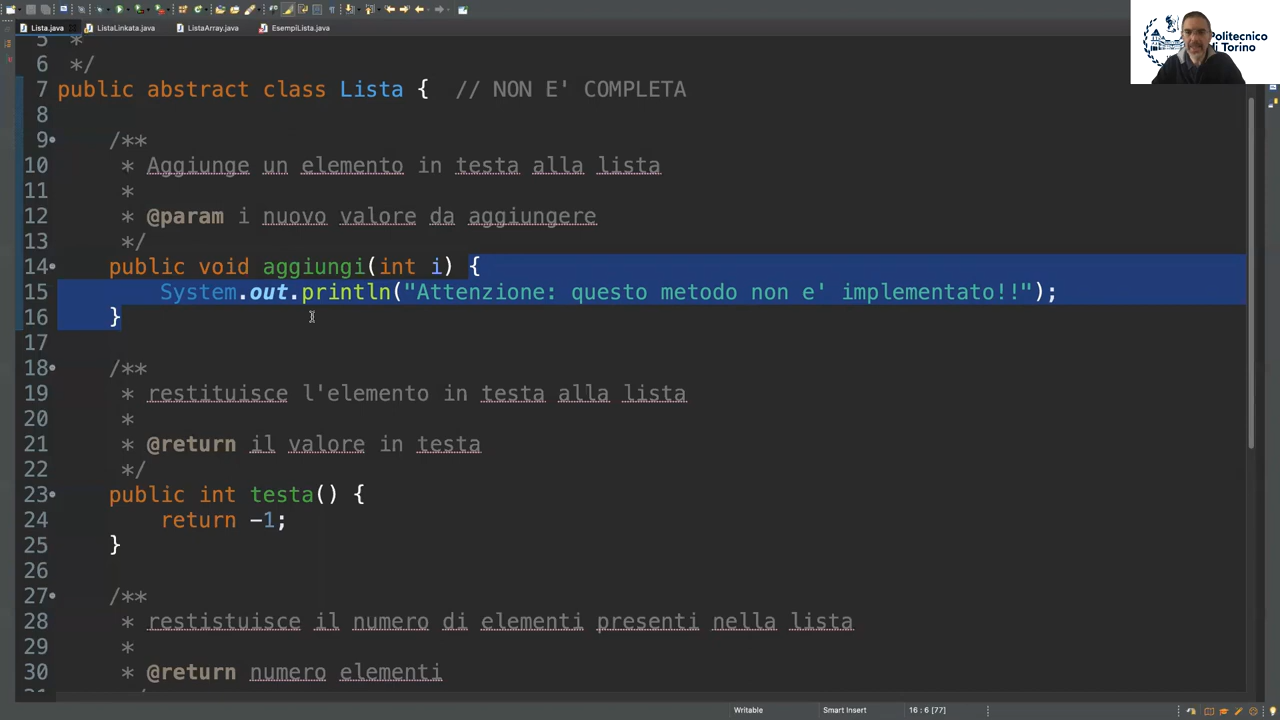 Lista.java
ListaLinkata.java
ListaArray.java
EsempiLista.java
Politecnico
di Torino
5 *
6 */
7 public abstract class Lista { // NON E' COMPLETA
8
9 /**
10 * Aggiunge un elemento in testa alla lista
11 *
12 * @param i nuovo valore da aggiungere
13 */
14 public void aggiungi(int i) {
15 System.out.println("Attenzione: questo metodo non e' implementato!!");
16 }
17
18 /**
19 * restituisce l'elemento in testa alla lista
20 *
21 * @return il valore in testa
22 */
23 public int testa() {
24 return -1;
25 }
26
27 /**
28 * restistuisce il numero di elementi presenti nella lista
29 *
30 * @return numero elementi
Writable
Smart Insert
16 : 6 [77]